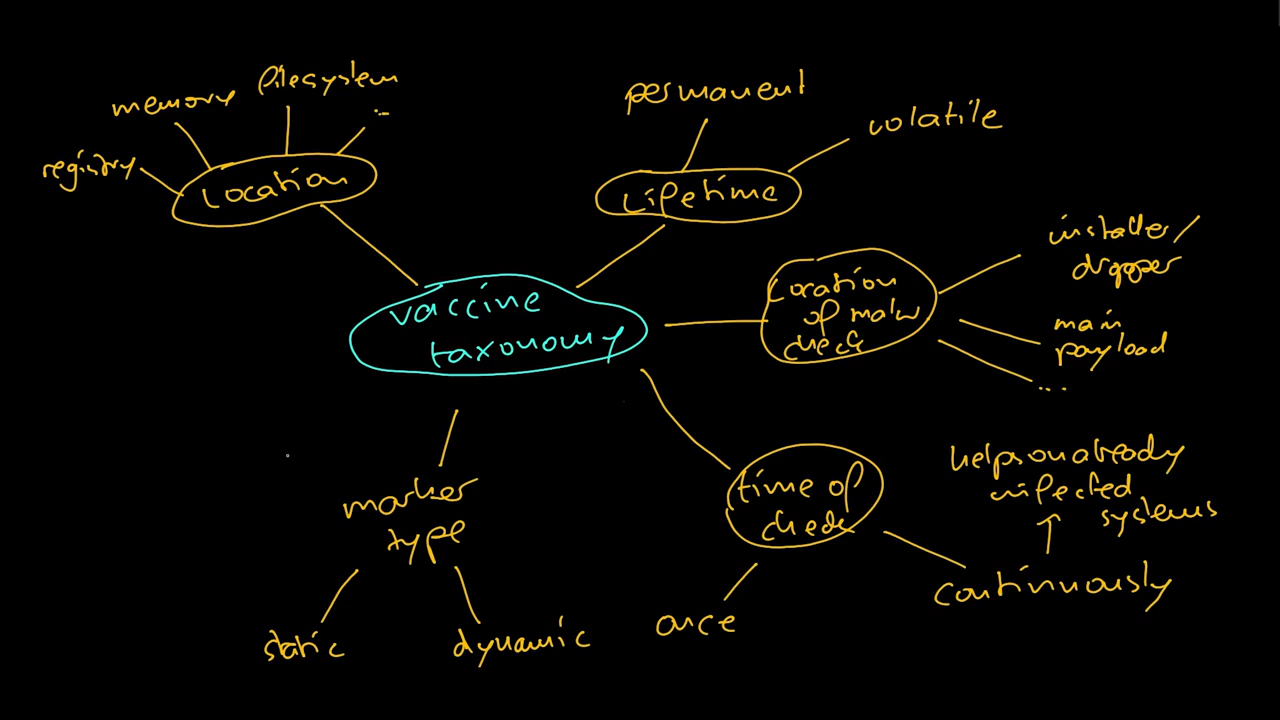 memory
filesystem
...
registry
Location
permanent
volatile
Lifetime
vaccine
taxonomy
Location
of malw
check
installer/
dropper
main
payload
...
marker
type
static
dynamic
time of
check
once
continuously
helps on already
infected
systems